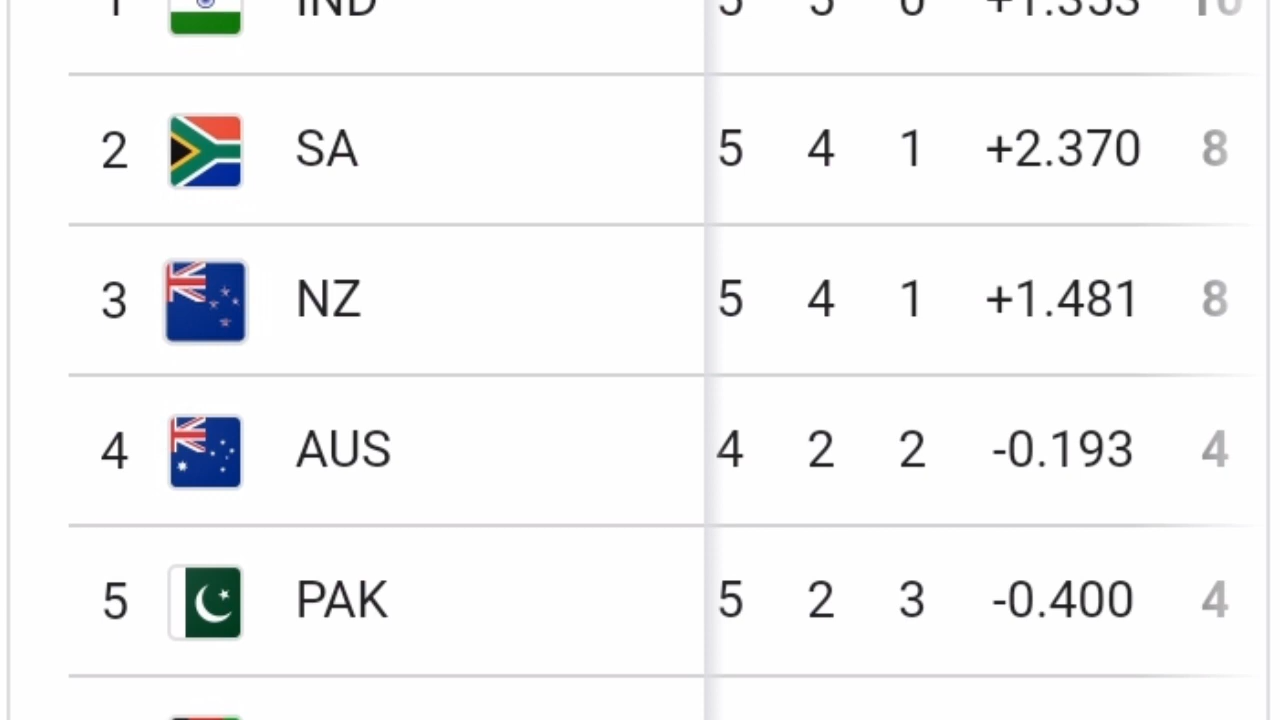 1 IND 5 5 0 +1.353 10
2 SA 5 4 1 +2.370 8
3 NZ 5 4 1 +1.481 8
4 AUS 4 2 2 -0.193 4
5 PAK 5 2 3 -0.400 4